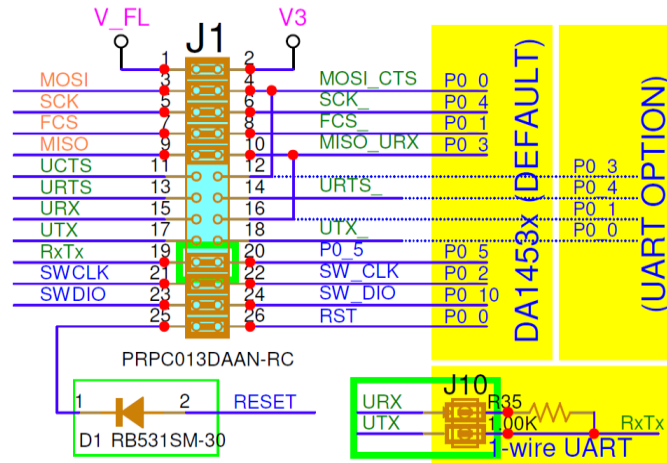 V_FL J1 V3
1 2
MOSI 3 4 MOSI_CTS P0_0
SCK 5 6 SCK_ P0_4
FCS 7 8 FCS_ P0_1
MISO 9 10 MISO_URX P0_3
UCTS 11 12 P0_3
URTS 13 14 URTS_ P0_4
URX 15 16 P0_1
UTX 17 18 UTX_ P0_0
RxTx 19 20 P0_5 P0_5
SWCLK 21 22 SW_CLK P0_2
SWDIO 23 24 SW_DIO P0_10
25 26 RST P0_0
DA1453x (DEFAULT)
(UART OPTION)
PRPC013DAAN-RC
1 2 RESET
D1 RB531SM-30
J10
URX R35
UTX 1.00K RxTx
1-wire UART